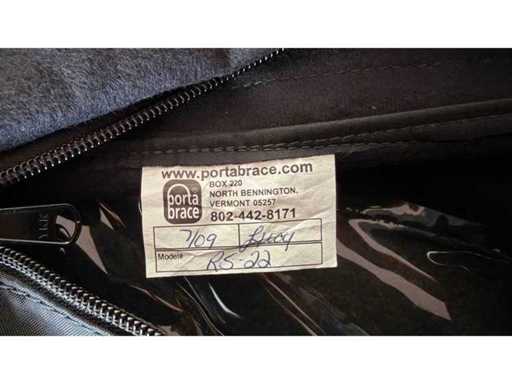 www.portabrace.com
BOX 220
NORTH BENNINGTON,
VERMONT 05257
802-442-8171
porta
brace
7/09
Model#
RS-22
YKK